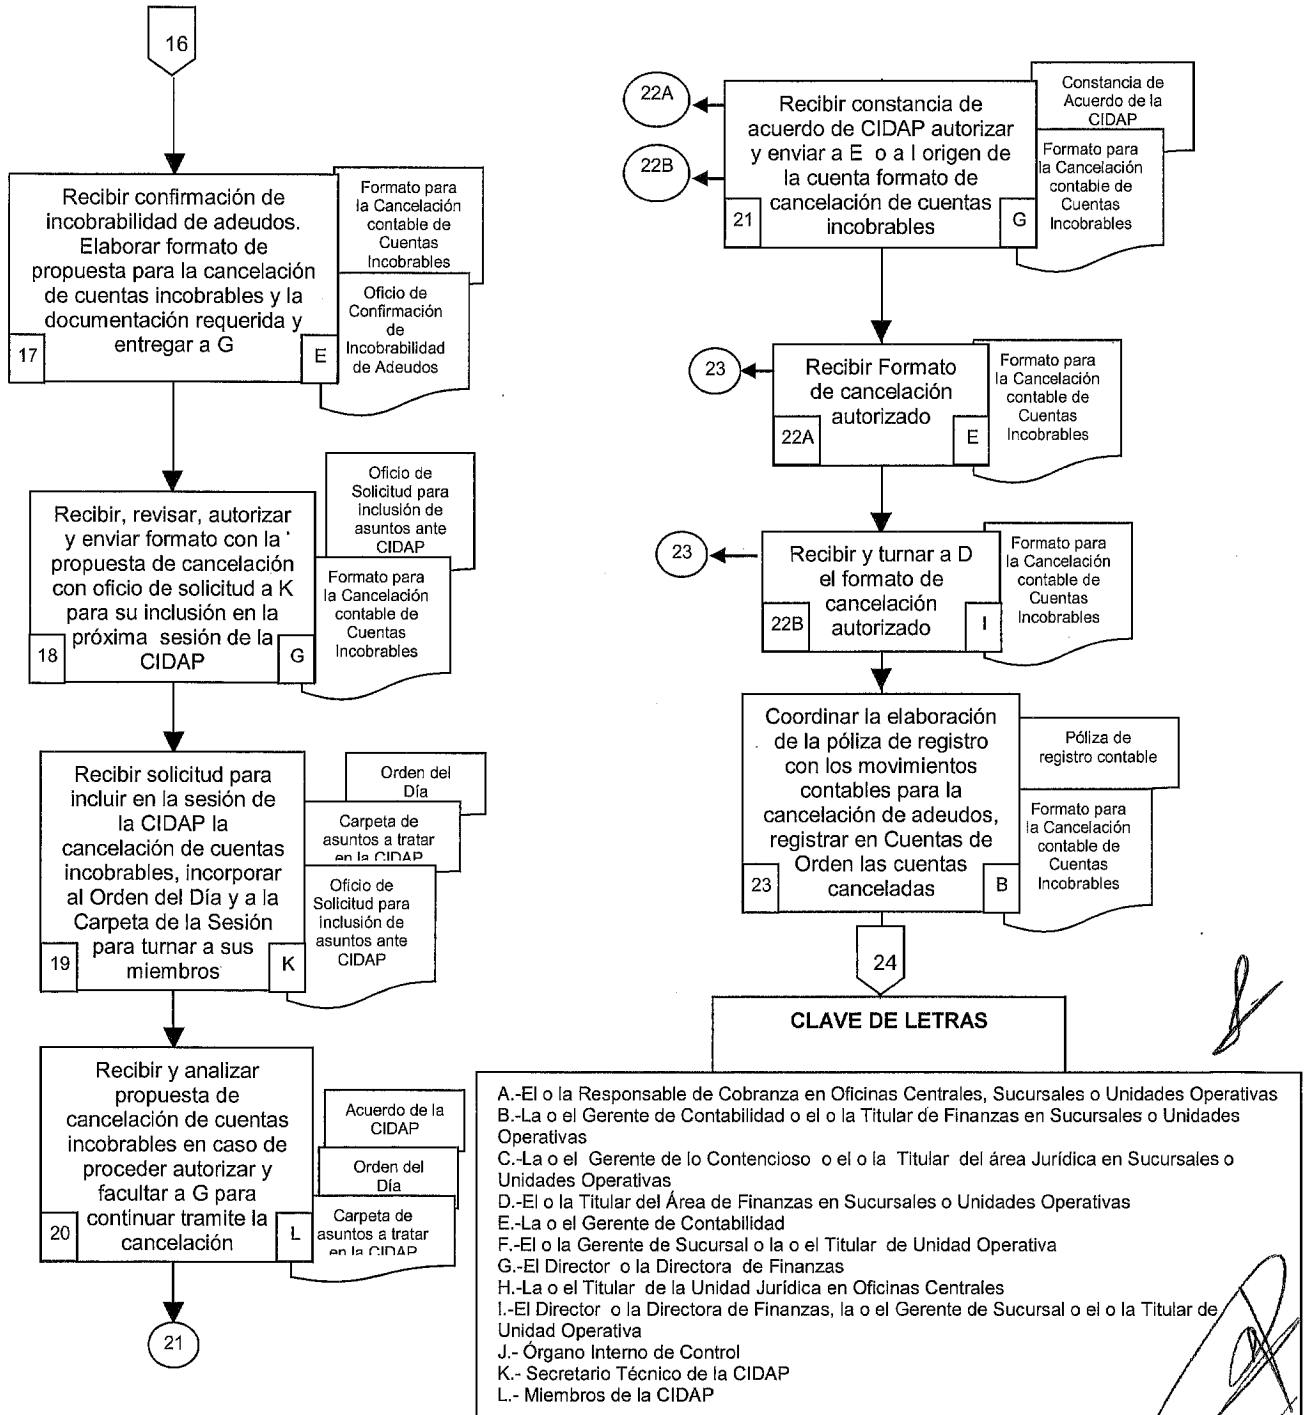 16
Recibir confirmación de
incobrabilidad de adeudos.
Elaborar formato de
propuesta para la cancelación
de cuentas incobrables y la
documentación requerida y
entregar a G
17
E
Formato para
la Cancelación
contable de
Cuentas
Incobrables
Oficio de
Confirmación
de
Incobrabilidad
de Adeudos
Recibir, revisar, autorizar
y enviar formato con la
propuesta de cancelación
con oficio de solicitud a K
para su inclusión en la
próxima sesión de la
CIDAP
18
G
Oficio de
Solicitud para
inclusión de
asuntos ante
CIDAP
Formato para
la Cancelación
contable de
Cuentas
Incobrables
Recibir solicitud para
incluir en la sesión de
la CIDAP la
cancelación de cuentas
incobrables, incorporar
al Orden del Día y a la
Carpeta de la Sesión
para turnar a sus
miembros
19
K
Orden del
Día
Carpeta de
asuntos a tratar
en la CIDAP
Oficio de
Solicitud para
inclusión de
asuntos ante
CIDAP
Recibir y analizar
propuesta de
cancelación de cuentas
incobrables en caso de
proceder autorizar y
facultar a G para
continuar tramite la
cancelación
20
L
Acuerdo de la
CIDAP
Orden del
Día
Carpeta de
asuntos a tratar
en la CIDAP
21
22A
22B
Recibir constancia de
acuerdo de CIDAP autorizar
y enviar a E o a I origen de
la cuenta formato de
cancelación de cuentas
incobrables
21
G
Constancia de
Acuerdo de la
CIDAP
Formato para
la Cancelación
contable de
Cuentas
Incobrables
23
Recibir Formato
de cancelación
autorizado
22A
E
Formato para
la Cancelación
contable de
Cuentas
Incobrables
23
Recibir y turnar a D
el formato de
cancelación
autorizado
22B
I
Formato para
la Cancelación
contable de
Cuentas
Incobrables
Coordinar la elaboración
de la póliza de registro
con los movimientos
contables para la
cancelación de adeudos,
registrar en Cuentas de
Orden las cuentas
canceladas
23
B
Póliza de
registro contable
Formato para
la Cancelación
contable de
Cuentas
Incobrables
24
CLAVE DE LETRAS
A.-El o la Responsable de Cobranza en Oficinas Centrales, Sucursales o Unidades Operativas
B.-La o el Gerente de Contabilidad o el o la Titular de Finanzas en Sucursales o Unidades
Operativas
C.-La o el Gerente de lo Contencioso o el o la Titular del área Jurídica en Sucursales o
Unidades Operativas
D.-El o la Titular del Área de Finanzas en Sucursales o Unidades Operativas
E.-La o el Gerente de Contabilidad
F.-El o la Gerente de Sucursal o la o el Titular de Unidad Operativa
G.-El Director o la Directora de Finanzas
H.-La o el Titular de la Unidad Jurídica en Oficinas Centrales
I.-El Director o la Directora de Finanzas, la o el Gerente de Sucursal o el o la Titular de
Unidad Operativa
J.- Órgano Interno de Control
K.- Secretario Técnico de la CIDAP
L.- Miembros de la CIDAP